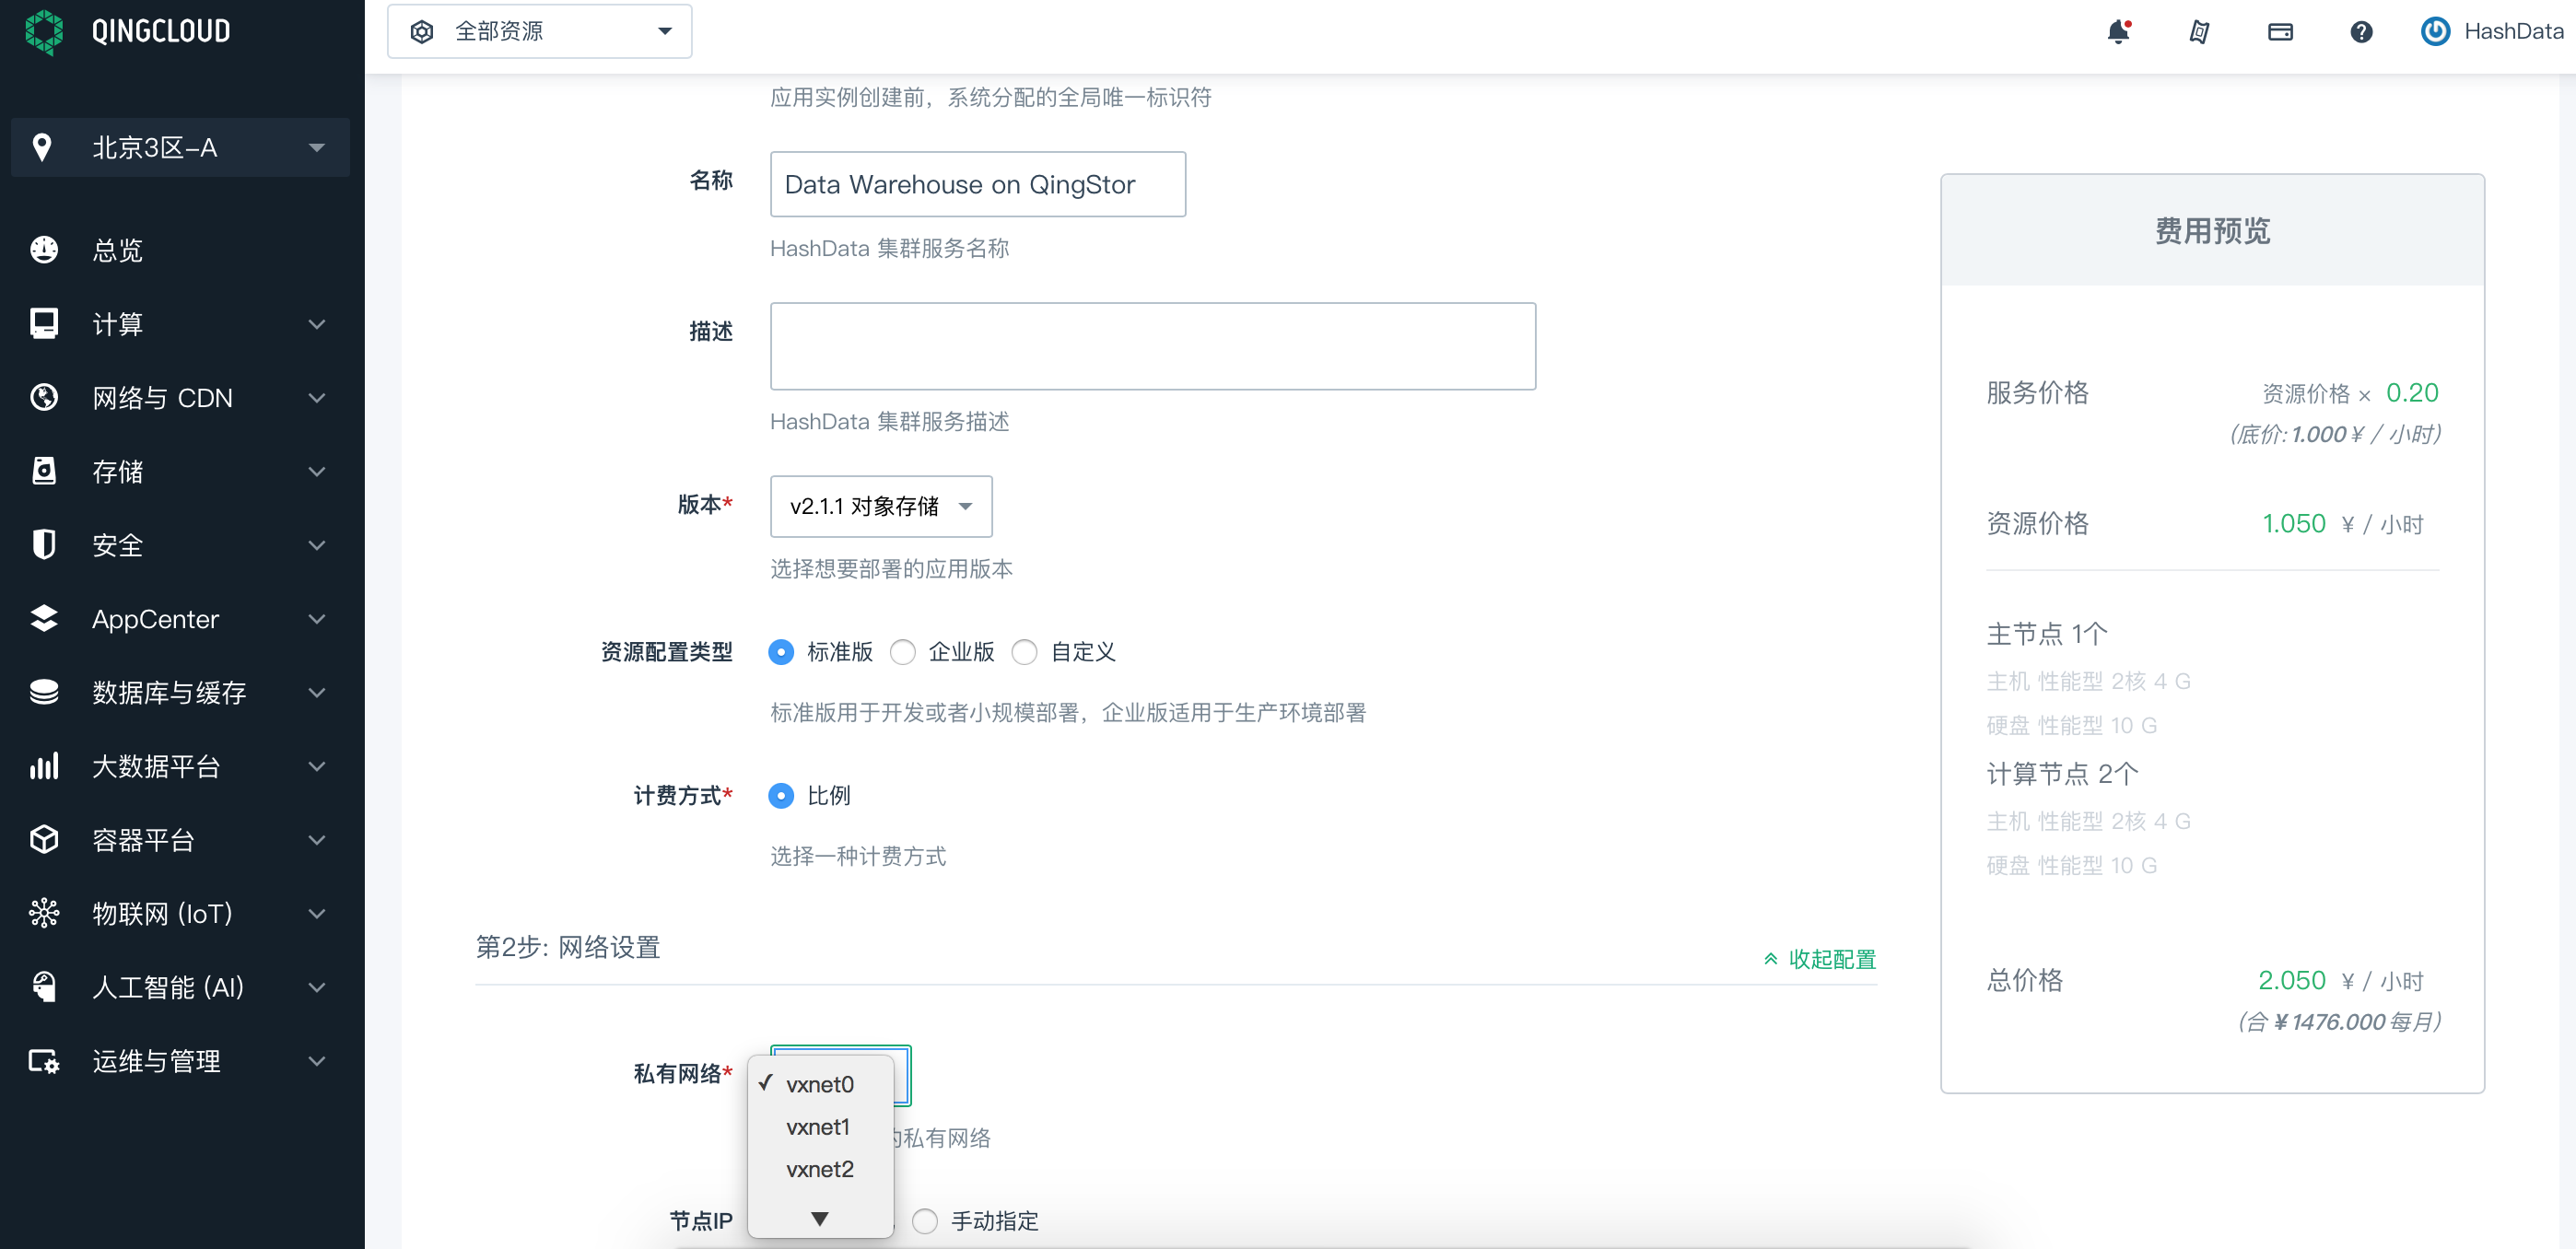 QINGCLOUD
全部资源
HashData
北京3区-A
总览
计算
网络与 CDN
存储
安全
AppCenter
数据库与缓存
大数据平台
容器平台
物联网 (IoT)
人工智能 (AI)
运维与管理
应用实例创建前，系统分配的全局唯一标识符
名称
Data Warehouse on QingStor
HashData 集群服务名称
描述
HashData 集群服务描述
版本*
v2.1.1 对象存储
选择想要部署的应用版本
资源配置类型
标准版 企业版 自定义
标准版用于开发或者小规模部署，企业版适用于生产环境部署
计费方式*
比例
选择一种计费方式
第2步: 网络设置
收起配置
私有网络*
✓ vxnet0
vxnet1
vxnet2
的私有网络
节点IP
手动指定
费用预览
服务价格
资源价格 × 0.20
(底价: 1.000 ¥ / 小时)
资源价格
1.050 ¥ / 小时
主节点 1个
主机 性能型 2核 4 G
硬盘 性能型 10 G
计算节点 2个
主机 性能型 2核 4 G
硬盘 性能型 10 G
总价格
2.050 ¥ / 小时
(合 ¥ 1476.000 每月)